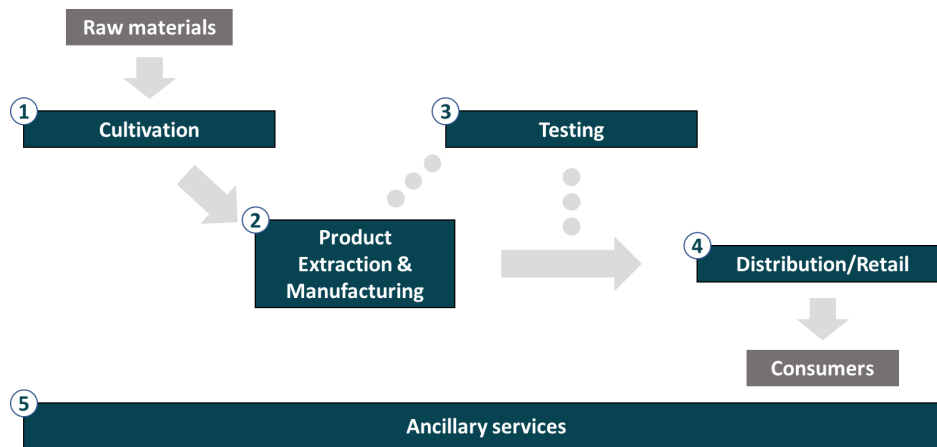 Raw materials
1
Cultivation
3
Testing
2
Product
Extraction &
Manufacturing
4
Distribution/Retail
Consumers
5
Ancillary services